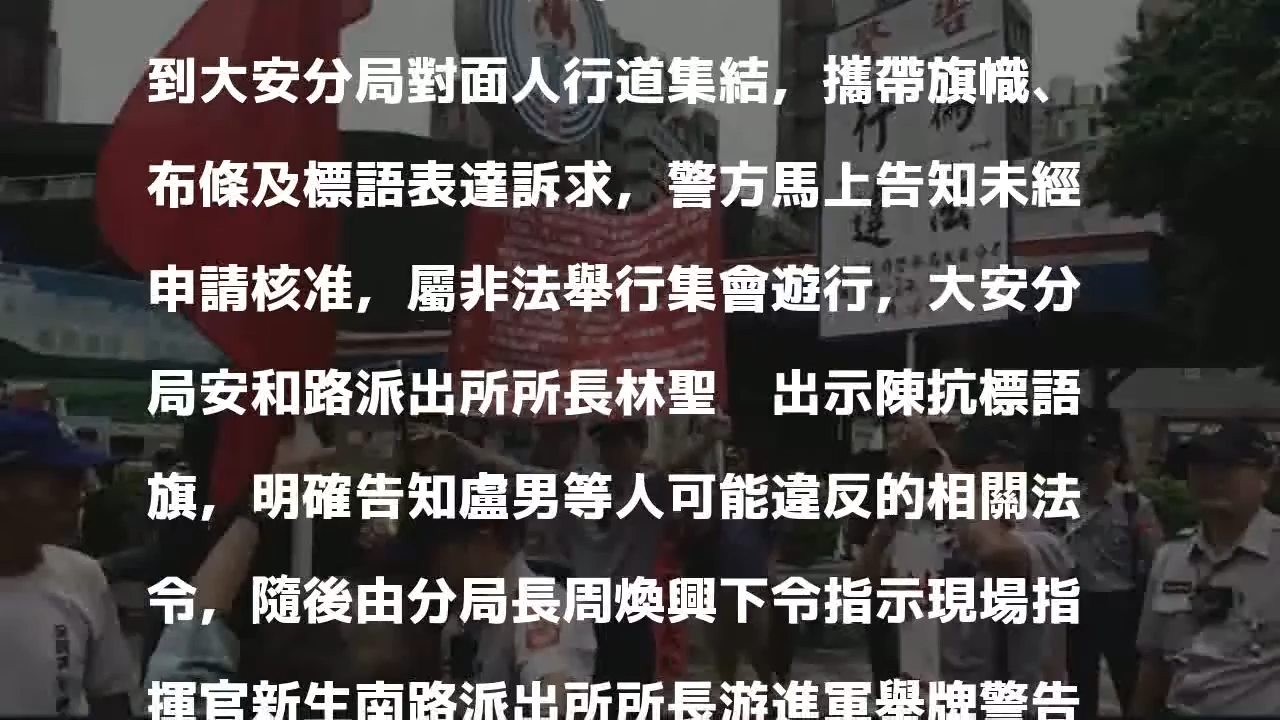 到大安分局對面人行道集結，攜帶旗幟、
布條及標語表達訴求，警方馬上告知未經
申請核准，屬非法舉行集會遊行，大安分
局安和路派出所所長林聖　出示陳抗標語
旗，明確告知盧男等人可能違反的相關法
令，隨後由分局長周煥興下令指示現場指
揮官新生南路派出所所長游進軍舉牌警告